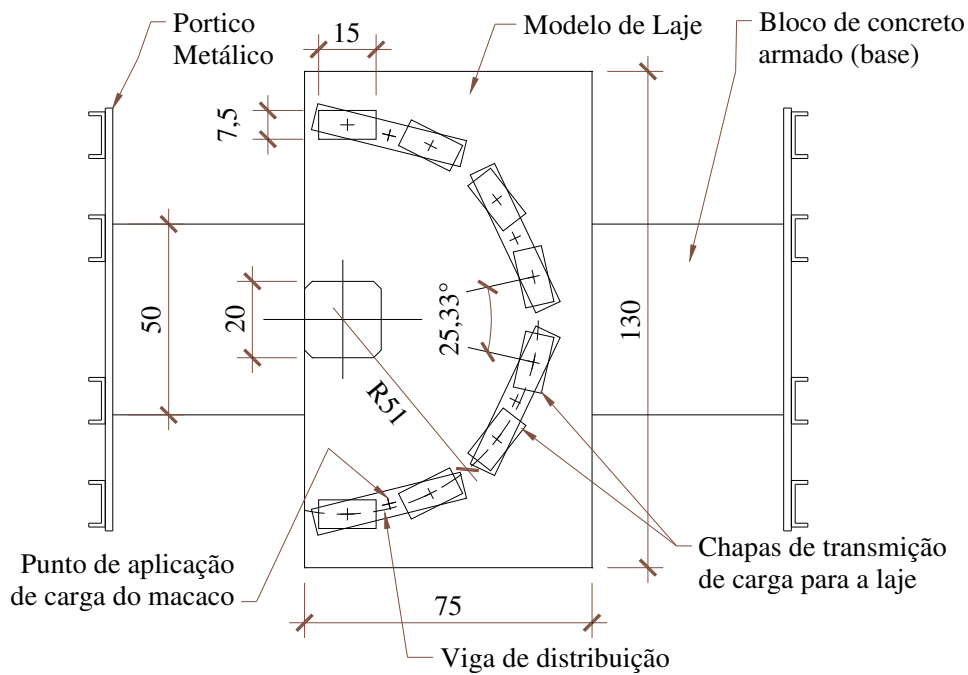 Portico
Metálico
15
Modelo de Laje
Bloco de concreto
armado (base)
7,5
50
20
25,33°
130
R51
Punto de aplicação
de carga do macaco
75
Chapas de transmição
de carga para a laje
Viga de distribuição